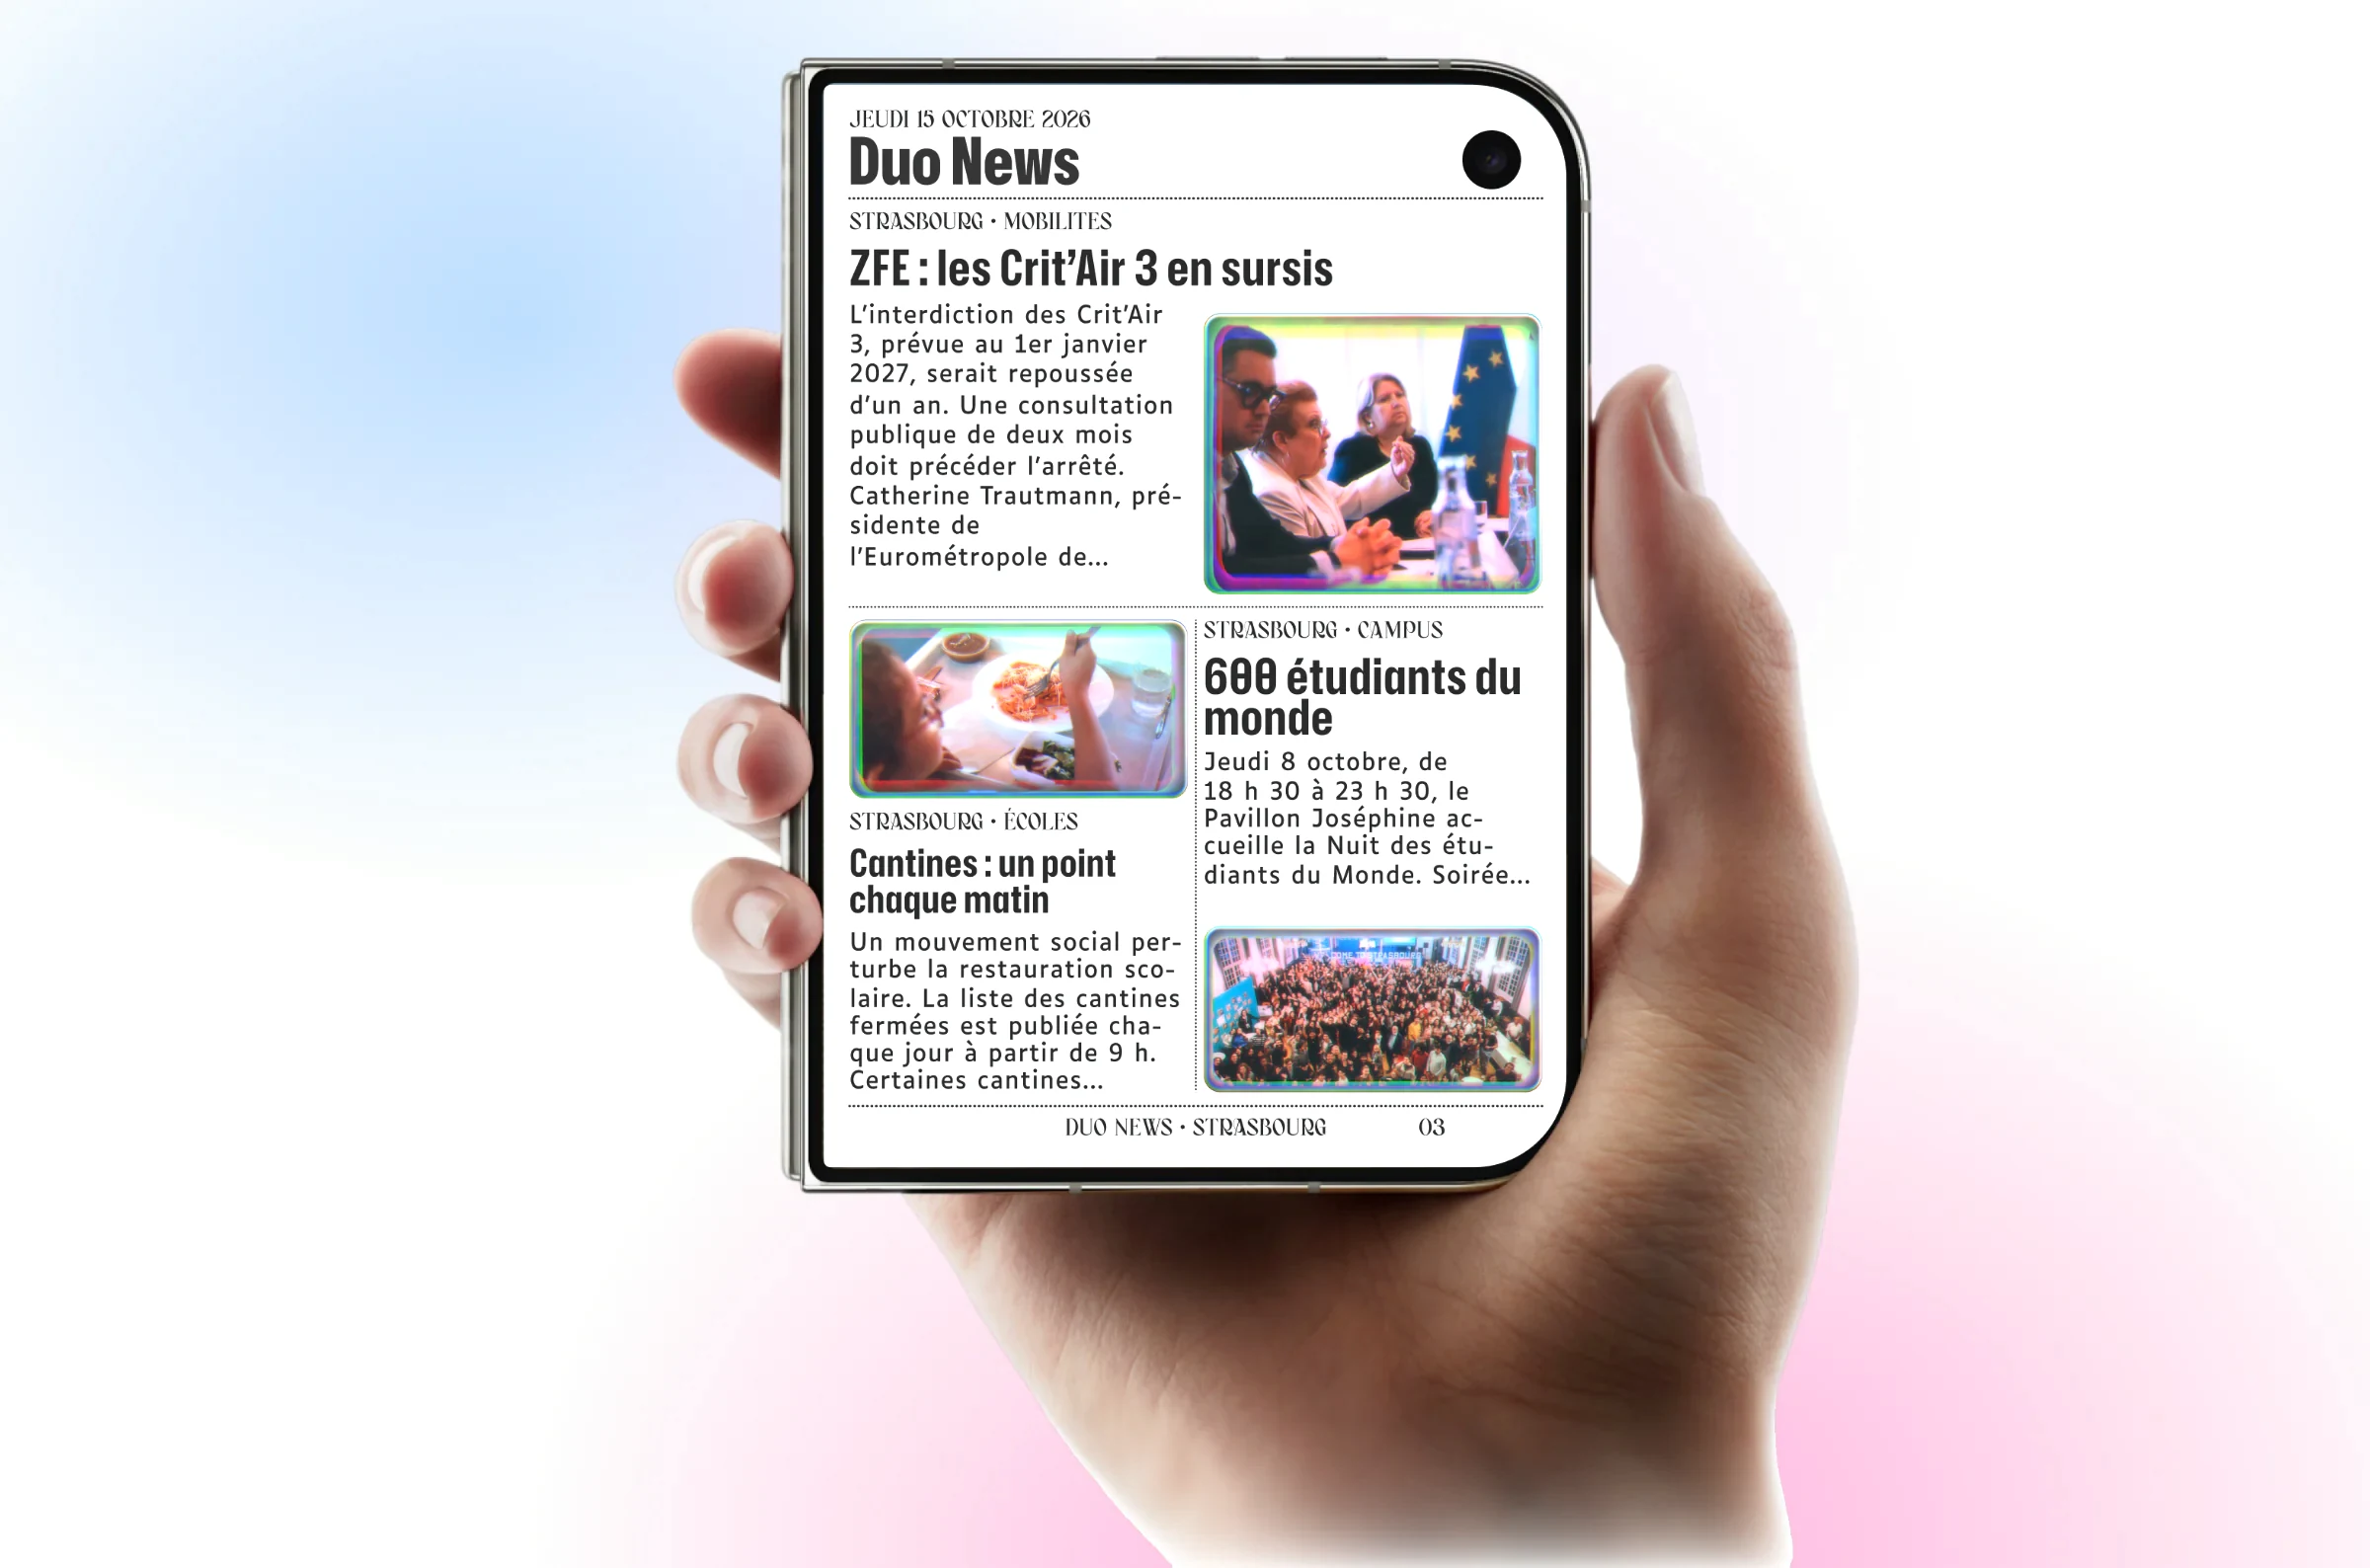 JEUDI 15 OCTOBRE 2026
Duo News
STRASBOURG • MOBILITES
ZFE : les Crit’Air 3 en sursis
L’interdiction des Crit’Air
3, prévue au 1er janvier
2027, serait repoussée
d’un an. Une consultation
publique de deux mois
doit précéder l’arrêté.
Catherine Trautmann, pré-
sidente de
l’Eurométropole de...
STRASBOURG • ÉCOLES
Cantines : un point
chaque matin
Un mouvement social per-
turbe la restauration sco-
laire. La liste des cantines
fermées est publiée cha-
que jour à partir de 9 h.
Certaines cantines...
STRASBOURG • CAMPUS
600 étudiants du
monde
Jeudi 8 octobre, de
18 h 30 à 23 h 30, le
Pavillon Joséphine ac-
cueille la Nuit des étu-
diants du Monde. Soirée...
DUO NEWS • STRASBOURG 03